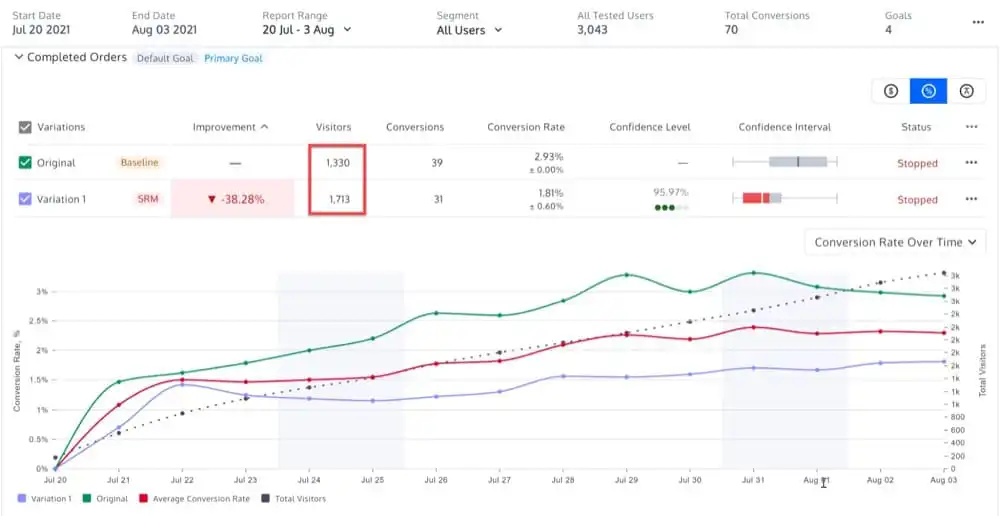 Start Date End Date Report Range Segment All Tested Users Total Conversions Goals
Jul 20 2021 Aug 03 2021 20 Jul - 3 Aug All Users 3,043 70 4
Completed Orders Default Goal Primary Goal
$ %
Variations Improvement Visitors Conversions Conversion Rate Confidence Level Confidence Interval Status
Original Baseline — 1,330 39 2.93% — Stopped
± 0.00%
Variation 1 SRM ▼ -38.28% 1,713 31 1.81% 95.97% Stopped
± 0.60%
Conversion Rate Over Time
3%
2.5%
2%
1.5%
1%
0.5%
0%
Conversion Rate, %
3k
3k
3k
2k
2k
2k
2k
2k
1k
1k
1k
800
600
400
200
0
Total Visitors
Jul 20 Jul 21 Jul 22 Jul 23 Jul 24 Jul 25 Jul 26 Jul 27 Jul 28 Jul 29 Jul 30 Jul 31 Aug 01 Aug 02 Aug 03
Variation 1 Original Average Conversion Rate Total Visitors